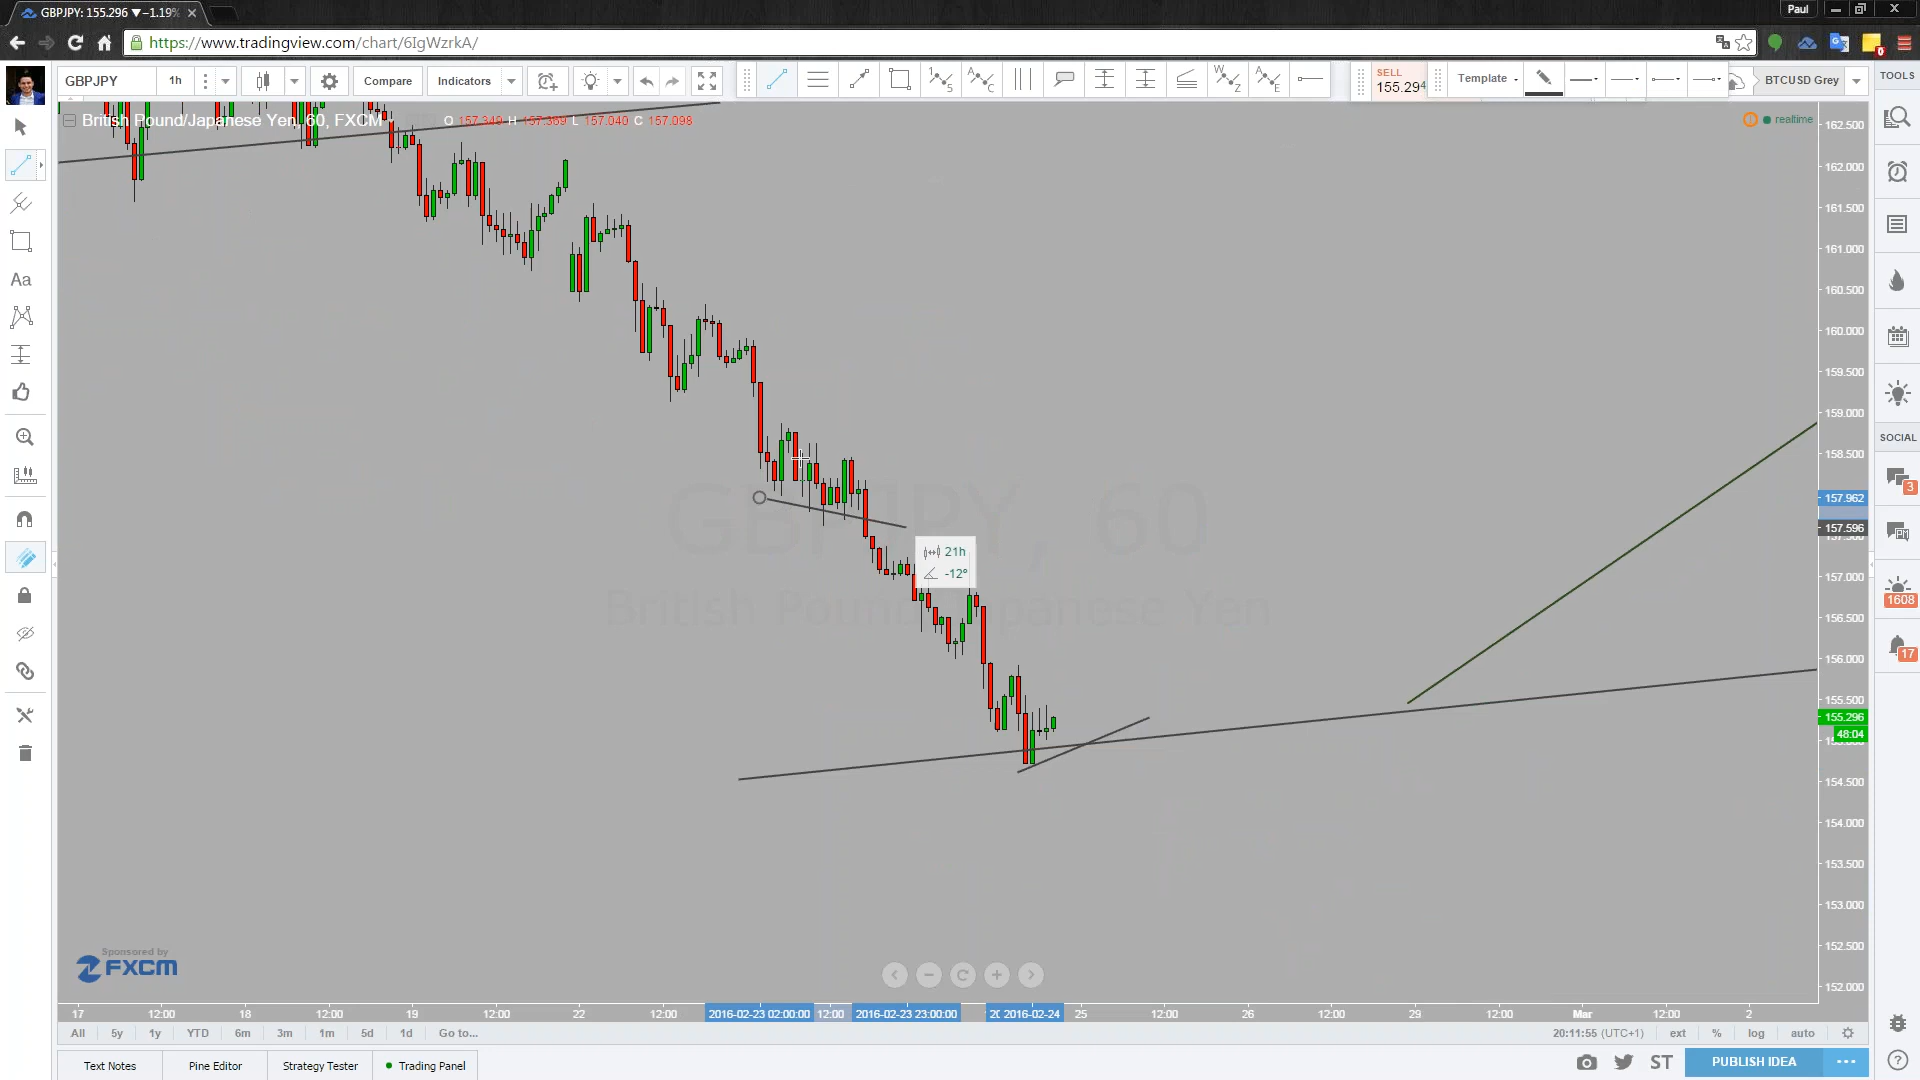 GBPJPY: 155.296 ▼−1.19%
Paul
https://www.tradingview.com/chart/6IgWzrkA/
0
GBPJPY 1h Compare Indicators SELL 155.294 Template BTCUSD Grey TOOLS
British Pound/Japanese Yen, 60, FXCM O 157.349 H 157.369 L 157.040 C 157.098
realtime
162.500
162.000
161.500
161.000
160.500
160.000
159.500
159.000
158.500
157.962
157.596
157.000
156.500
156.000
155.500
155.296
48:04
154.500
154.000
153.500
153.000
152.500
152.000
Aa
GBPJPY, 60
British Pound/Japanese Yen
21h
-12°
SOCIAL
3
1608
17
Sponsored by
FXCM
17 12:00 18 12:00 19 12:00 22 12:00 2016-02-23 02:00:00 12:00 2016-02-23 23:00:00 2016-02-24 25 12:00 26 12:00 29 12:00 Mar 12:00 2
All 5y 1y YTD 6m 3m 1m 5d 1d Go to... 20:11:55 (UTC+1) ext % log auto
Text Notes Pine Editor Strategy Tester Trading Panel ST PUBLISH IDEA